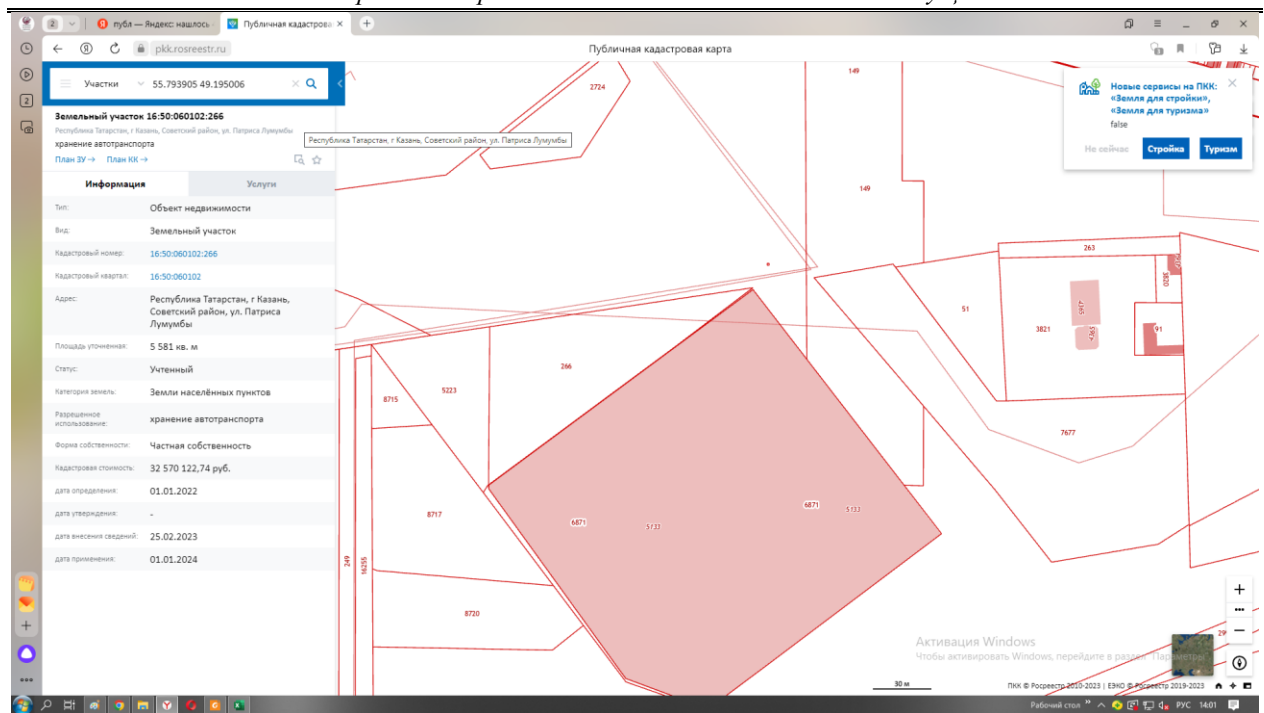 2
публ — Яндекс: нашлось
Публичная кадастрова
pkk.rosreestr.ru
Публичная кадастровая карта
Участки
55.793905 49.195006
Земельный участок 16:50:060102:266
Республика Татарстан, г Казань, Советский район, ул. Патриса Лумумбы
хранение автотранспорта
План ЗУ →
План КК →
Республика Татарстан, г Казань, Советский район, ул. Патриса Лумумбы
Информация
Услуги
Тип:
Объект недвижимости
Вид:
Земельный участок
Кадастровый номер:
16:50:060102:266
Кадастровый квартал:
16:50:060102
Адрес:
Республика Татарстан, г Казань,
Советский район, ул. Патриса
Лумумбы
Площадь уточненная:
5 581 кв. м
Статус:
Учтенный
Категория земель:
Земли населённых пунктов
Разрешенное
использование:
хранение автотранспорта
Форма собственности:
Частная собственность
Кадастровая стоимость:
32 570 122,74 руб.
дата определения:
01.01.2022
дата утверждения:
-
дата внесения сведений:
25.02.2023
дата применения:
01.01.2024
Новые сервисы на ПКК:
«Земля для стройки»,
«Земля для туризма»
false
Не сейчас
Стройка
Туризм
2724
149
149
263
3820
51
3821
4365
91
266
5223
8715
7677
8717
6871
5133
6871
5133
249
16255
8720
29
30 м
Активация Windows
Чтобы активировать Windows, перейдите в раздел "Параметры
ПКК © Росреестр 2010-2023 | ЕЭКО © Росреестр 2019-2023
Рабочий стол
РУС
14:01